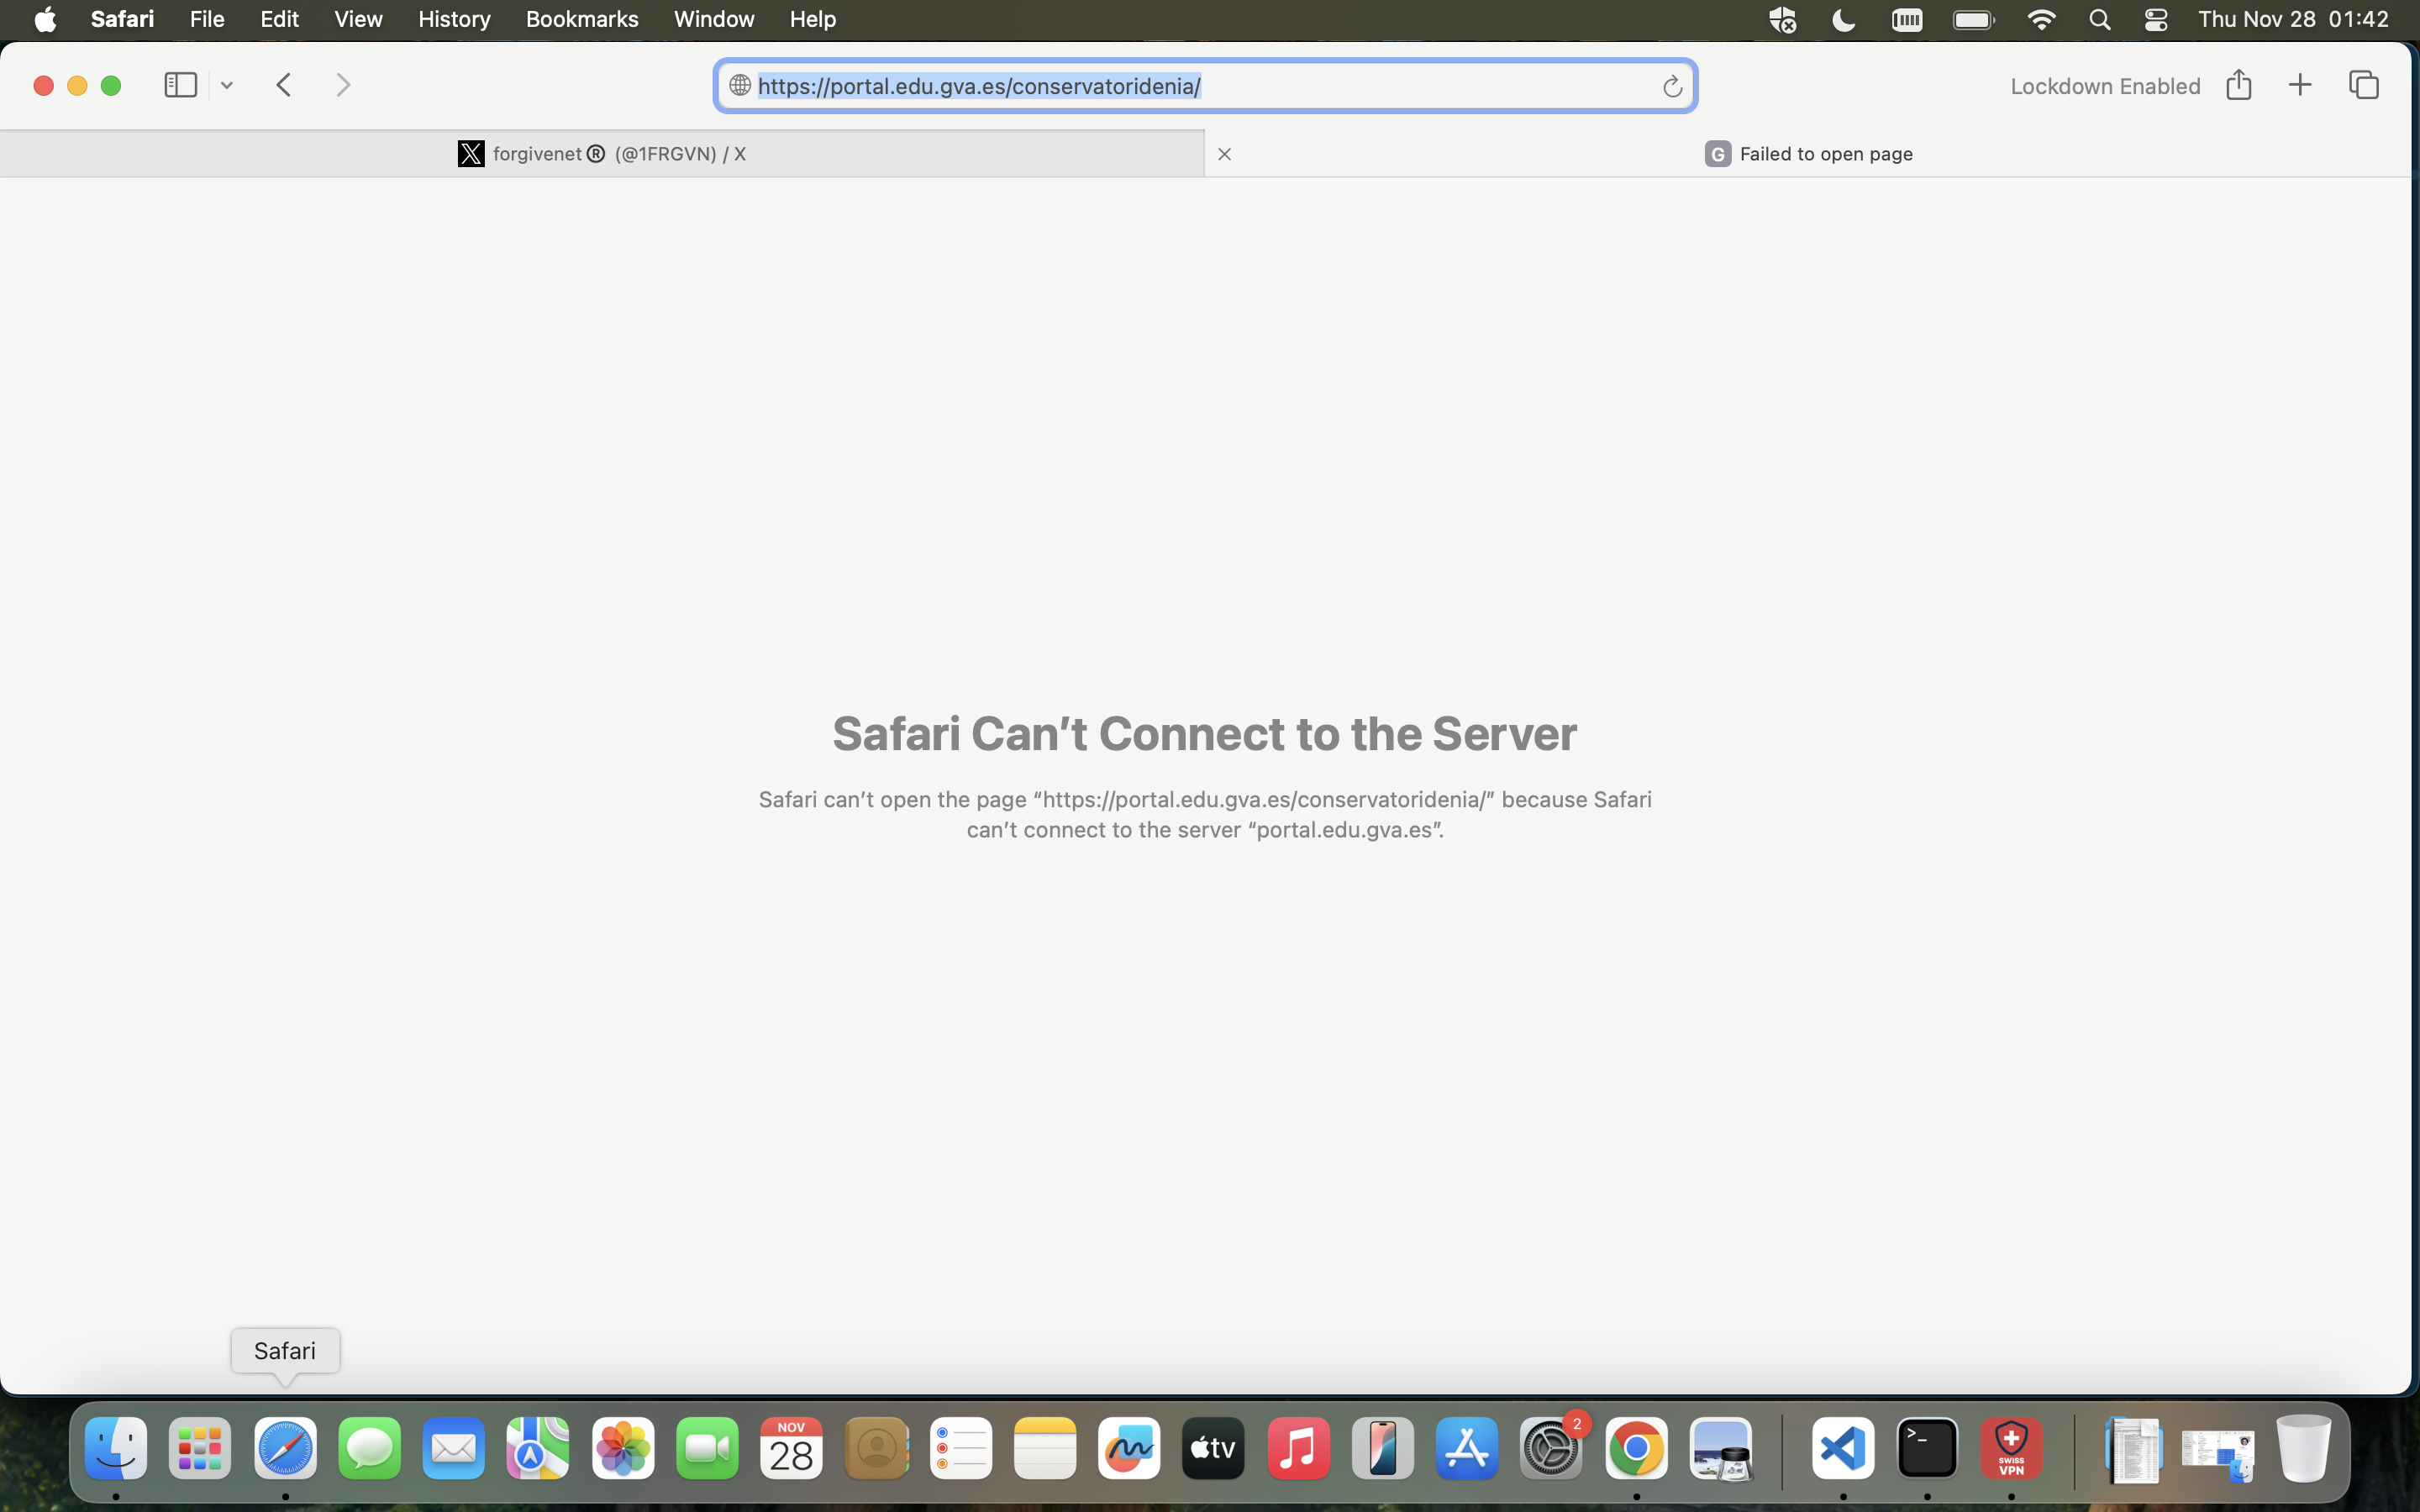 Safari File Edit View History Bookmarks Window Help Thu Nov 28 01:42
https://portal.edu.gva.es/conservatoridenia/ Lockdown Enabled
X forgivenet® (@1FRGVN) / X G Failed to open page
Safari Can’t Connect to the Server
Safari can’t open the page “https://portal.edu.gva.es/conservatoridenia/” because Safari
can’t connect to the server “portal.edu.gva.es”.
Safari
NOV
28
tv
2
>_
SWISS
VPN